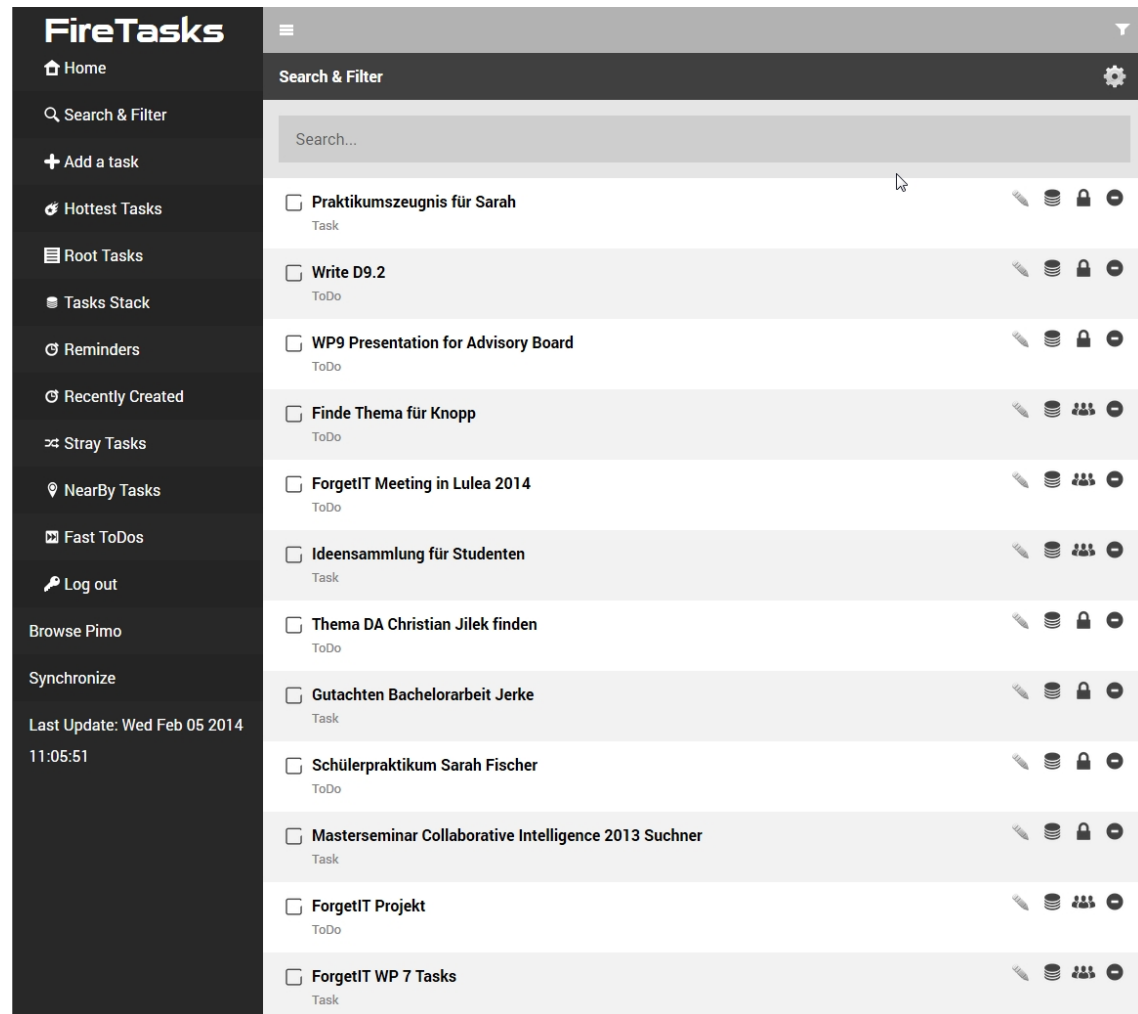 FireTasks
Home
Search & Filter
Add a task
Hottest Tasks
Root Tasks
Tasks Stack
Reminders
Recently Created
Stray Tasks
NearBy Tasks
Fast ToDos
Log out
Browse Pimo
Synchronize
Last Update: Wed Feb 05 2014
11:05:51
Search & Filter
Search...
Praktikumszeugnis für Sarah
Task
Write D9.2
ToDo
WP9 Presentation for Advisory Board
ToDo
Finde Thema für Knopp
ToDo
ForgetIT Meeting in Lulea 2014
ToDo
Ideensammlung für Studenten
Task
Thema DA Christian Jilek finden
ToDo
Gutachten Bachelorarbeit Jerke
Task
Schülerpraktikum Sarah Fischer
ToDo
Masterseminar Collaborative Intelligence 2013 Suchner
Task
ForgetIT Projekt
ToDo
ForgetIT WP 7 Tasks
Task